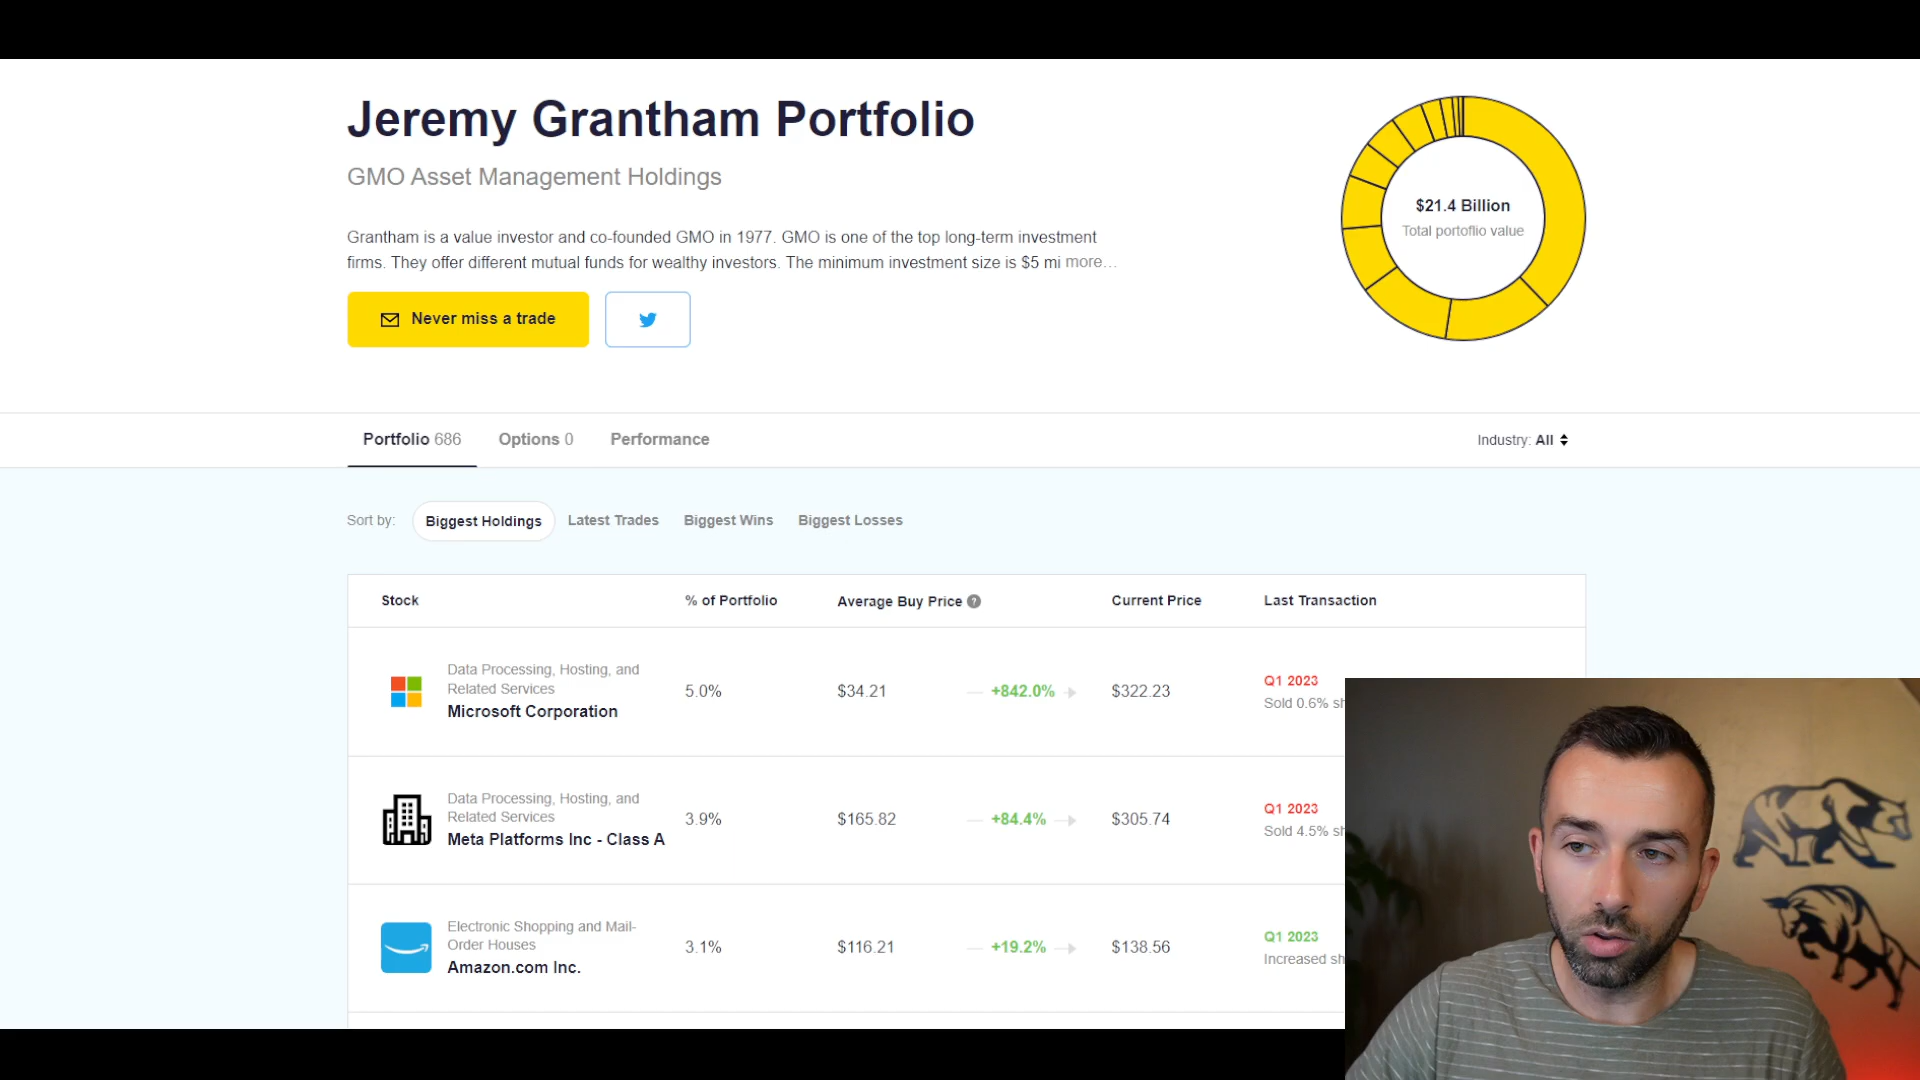 Jeremy Grantham Portfolio
GMO Asset Management Holdings
Grantham is a value investor and co-founded GMO in 1977. GMO is one of the top long-term investment
firms. They offer different mutual funds for wealthy investors. The minimum investment size is $5 mi more...
Never miss a trade
$21.4 Billion
Total portoflio value
Portfolio 686 Options 0 Performance
Industry: All
Sort by: Biggest Holdings Latest Trades Biggest Wins Biggest Losses
Stock % of Portfolio Average Buy Price ? Current Price Last Transaction
Data Processing, Hosting, and
Related Services
Microsoft Corporation
5.0% $34.21 +842.0% $322.23
Q1 2023
Sold 0.6% sh
Data Processing, Hosting, and
Related Services
Meta Platforms Inc - Class A
3.9% $165.82 +84.4% $305.74
Q1 2023
Sold 4.5% sh
Electronic Shopping and Mail-
Order Houses
Amazon.com Inc.
3.1% $116.21 +19.2% $138.56
Q1 2023
Increased sh